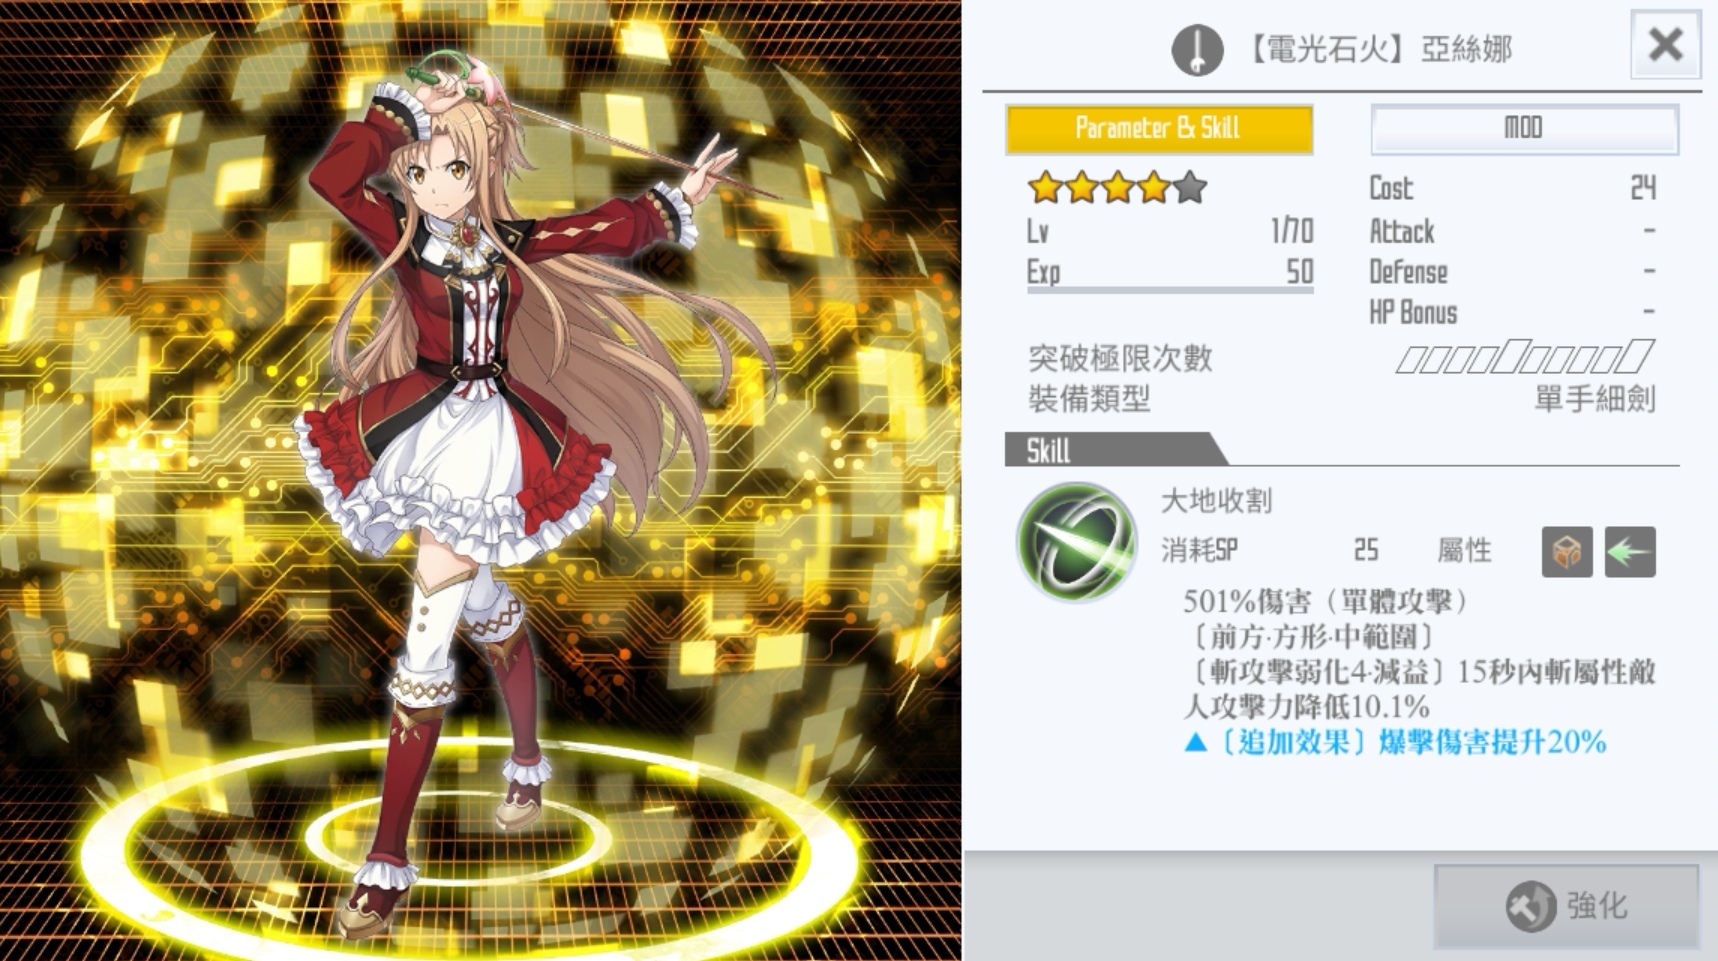 【電光石火】亞絲娜
Parameter & Skill
MOD
Cost 24
Lv 1/70
Attack -
Exp 50
Defense -
HP Bonus -
突破極限次數
裝備類型 單手細劍
Skill
大地收割
消耗SP 25 屬性
501%傷害（單體攻擊）
〔前方·方形·中範圍〕
〔斬攻擊弱化4·減益〕15秒內斬屬性敵
人攻擊力降低10.1%
▲〔追加效果〕爆擊傷害提升20%
強化